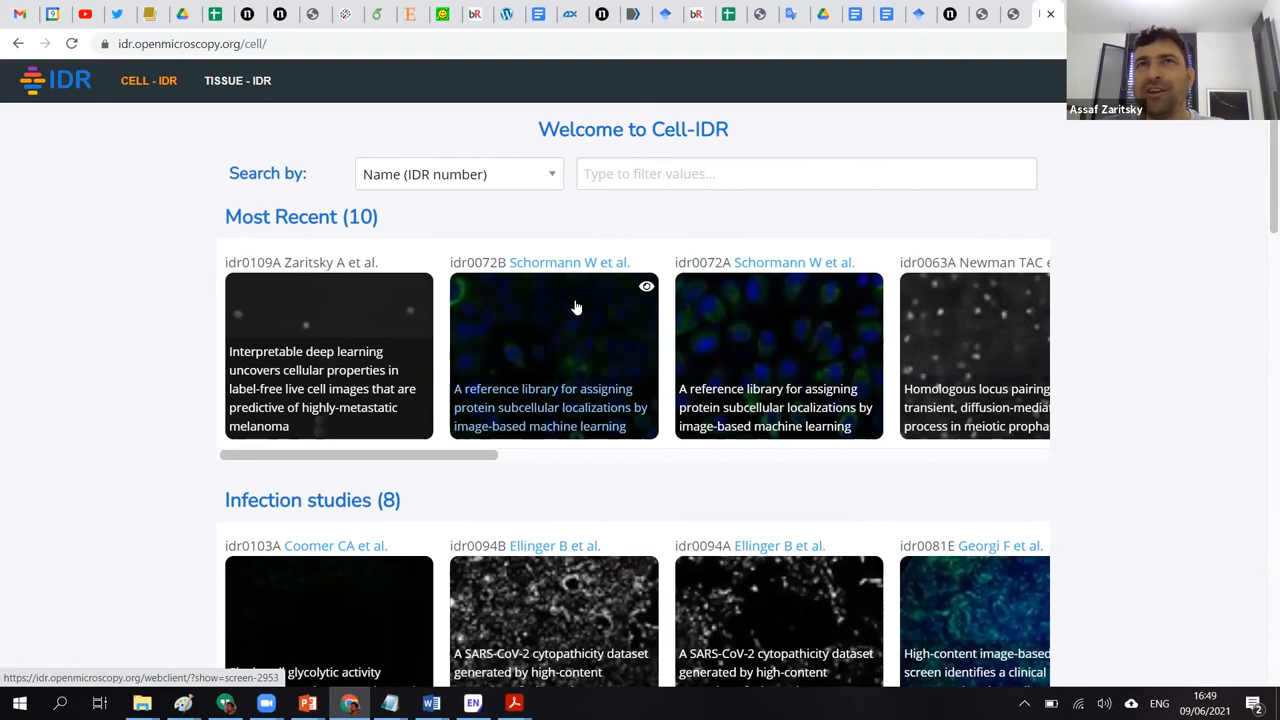 idr.openmicroscopy.org/cell/
IDR
CELL - IDR
TISSUE - IDR
Assaf Zaritsky
Welcome to Cell-IDR
Search by:
Name (IDR number)
Type to filter values...
Most Recent (10)
idr0109A Zaritsky A et al.
idr0072B Schormann W et al.
idr0072A Schormann W et al.
idr0063A Newman TAC e
Interpretable deep learning
uncovers cellular properties in
label-free live cell images that are
predictive of highly-metastatic
melanoma
A reference library for assigning
protein subcellular localizations by
image-based machine learning
A reference library for assigning
protein subcellular localizations by
image-based machine learning
Homologous locus pairing
transient, diffusion-media
process in meiotic propha
Infection studies (8)
idr0103A Coomer CA et al.
idr0094B Ellinger B et al.
idr0094A Ellinger B et al.
idr0081E Georgi F et al.
glycolytic activity
A SARS-CoV-2 cytopathicity dataset
generated by high-content
A SARS-CoV-2 cytopathicity dataset
generated by high-content
High-content image-based
screen identifies a clinical
https://idr.openmicroscopy.org/webclient/?show=screen-2953
EN
ENG
16:49
09/06/2021
2